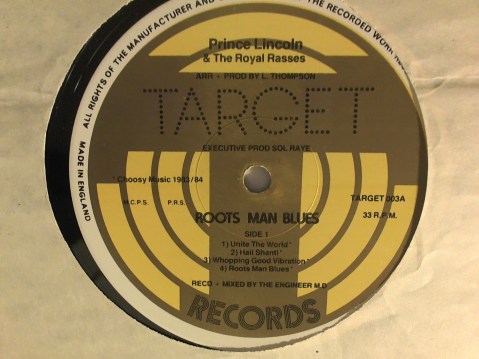 ALL RIGHTS OF THE MANUFACTURER AND
OF THE RECORDED WORK
MADE IN ENGLAND
Prince Lincoln
& The Royal Rasses
ARR + PROD BY L. THOMPSON
TARGET
EXECUTIVE PROD SOL RAYE
* Choosy Music 1983/84
M.C.P.S. P.R.S.
TARGET 003A
33 R.P.M.
ROOTS MAN BLUES
SIDE 1
1) Unite The World*
2) Hail Shanti*
3) Whopping Good Vibration*
4) Roots Man Blues*
RECD + MIXED BY THE ENGINEER M.D
RECORDS